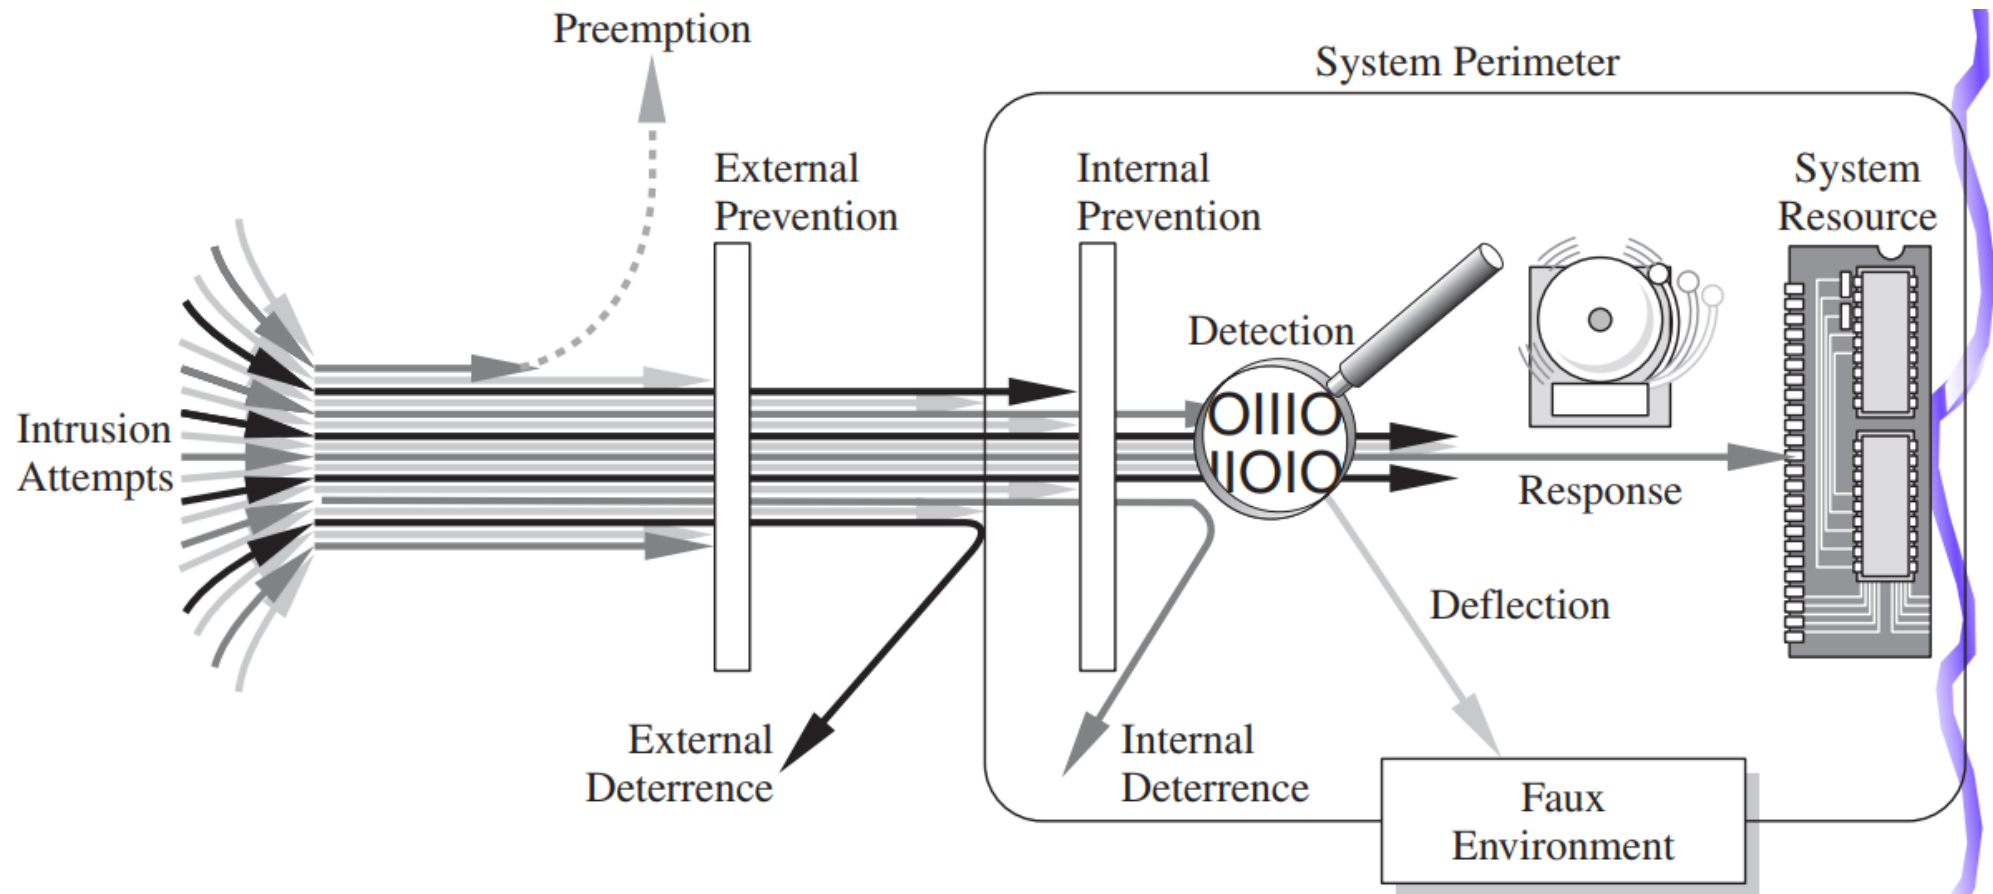 Preemption
System Perimeter
External
Prevention
Internal
Prevention
System
Resource
Detection
OIIIO
IIOIO
Intrusion
Attempts
Response
Deflection
External
Deterrence
Internal
Deterrence
Faux
Environment